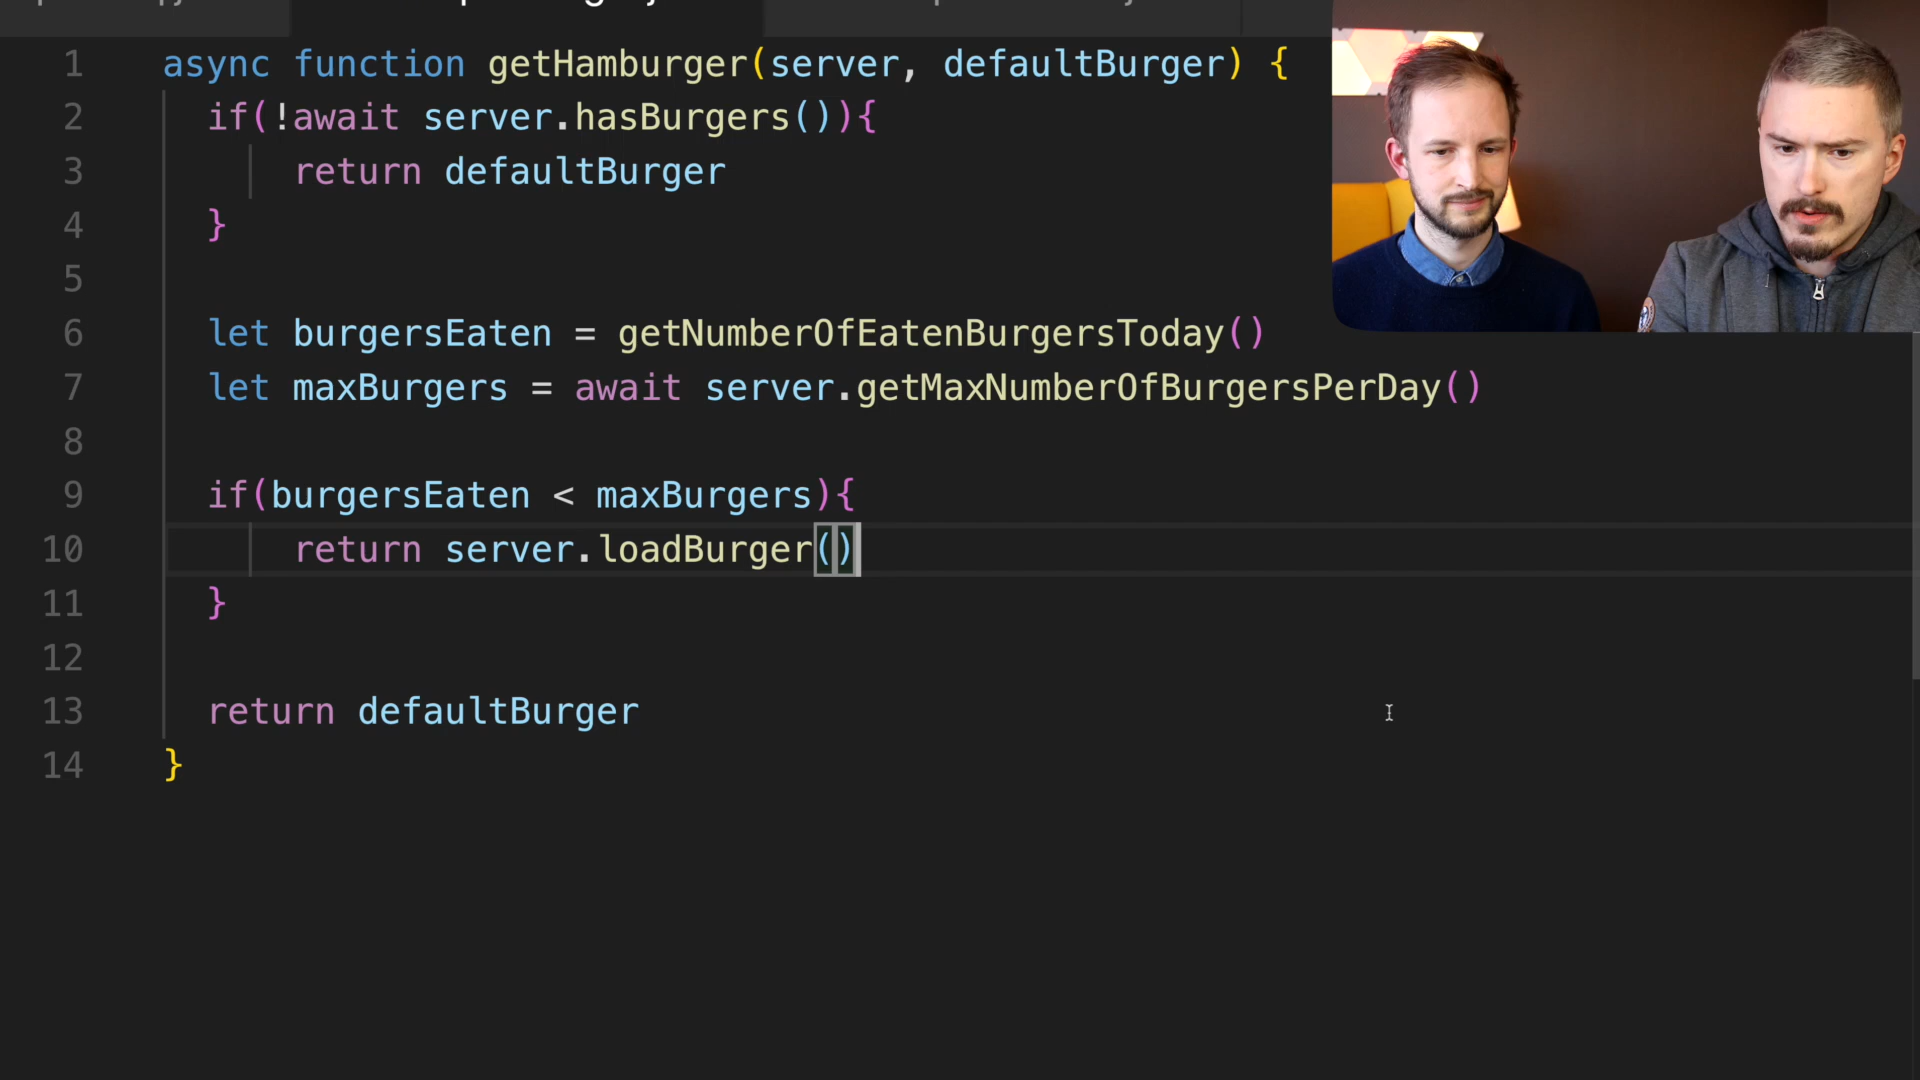 1 async function getHamburger(server, defaultBurger) {
2 if(!await server.hasBurgers()){
3 return defaultBurger
4 }
5
6 let burgersEaten = getNumberOfEatenBurgersToday()
7 let maxBurgers = await server.getMaxNumberOfBurgersPerDay()
8
9 if(burgersEaten < maxBurgers){
10 return server.loadBurger()
11 }
12
13 return defaultBurger
14 }